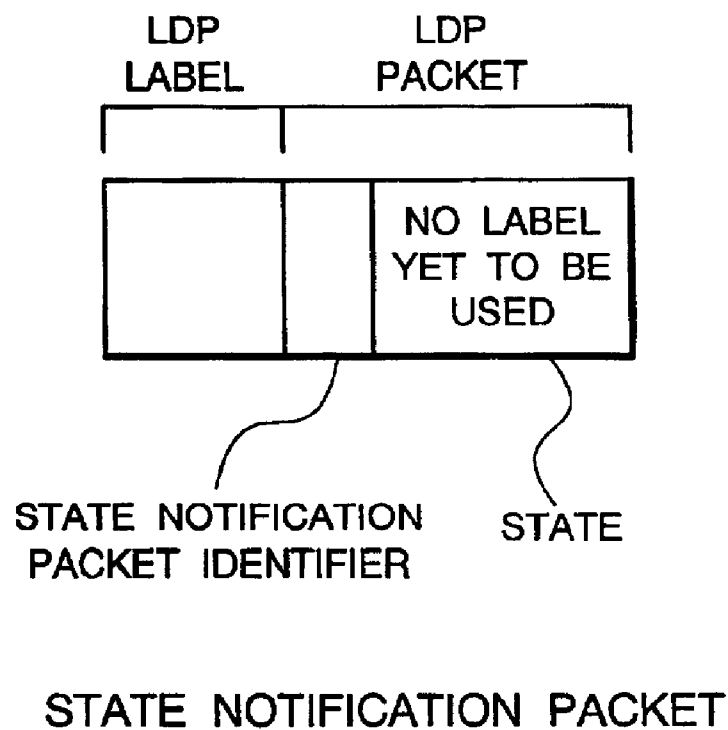 LDP
LABEL
LDP
PACKET
NO LABEL
YET TO BE
USED
STATE NOTIFICATION
PACKET IDENTIFIER
STATE
STATE NOTIFICATION PACKET